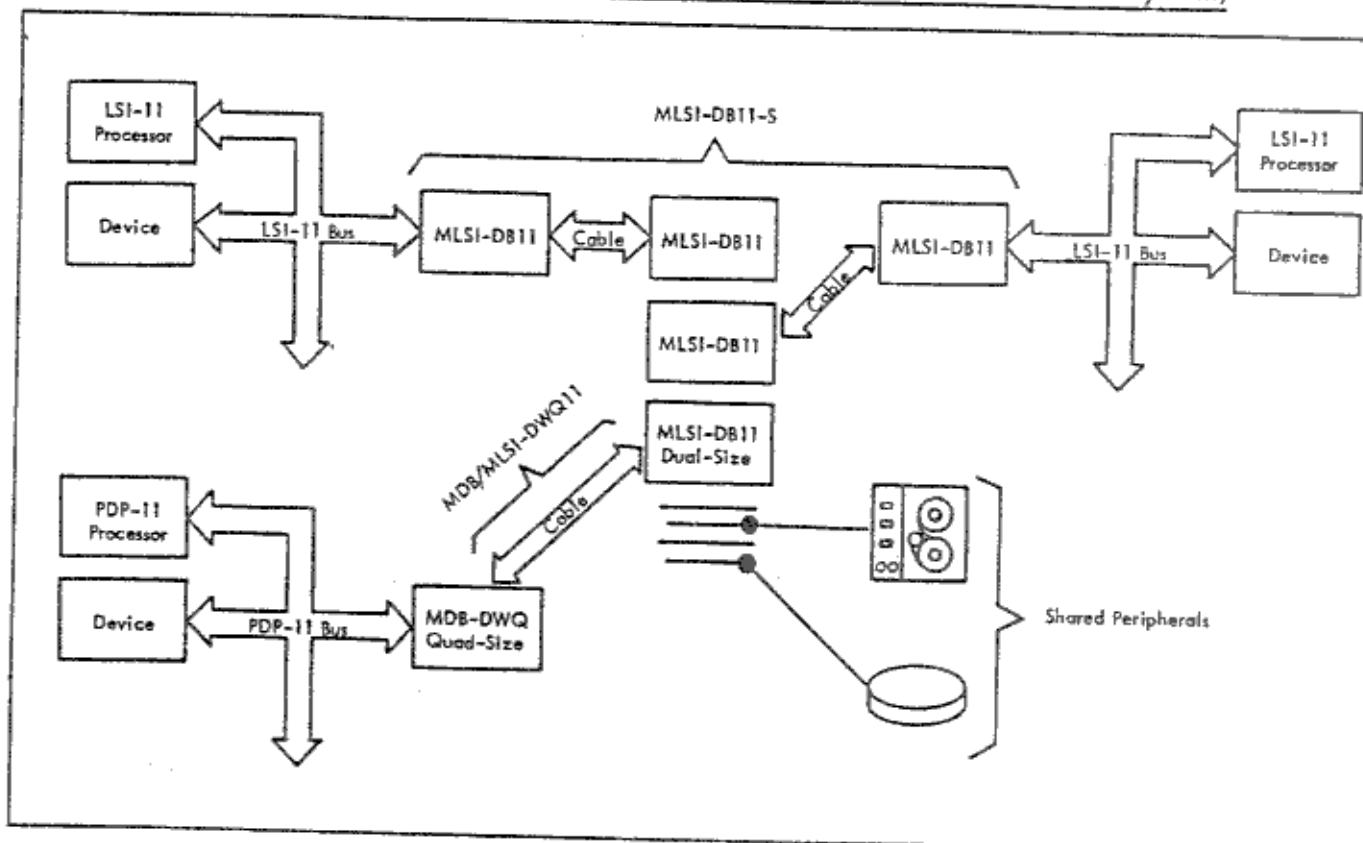 MLSI-DB11-S
LSI-11
Processor
LSI-11
Processor
Device
LSI-11 Bus
MLSI-DB11
Cable
MLSI-DB11
MLSI-DB11
LSI-11 Bus
Device
Cable
MLSI-DB11
MDB/MLSI-DWQ11
MLSI-DB11
Dual-Size
Cable
PDP-11
Processor
Device
PDP-11 Bus
MDB-DWQ
Quad-Size
Shared Peripherals